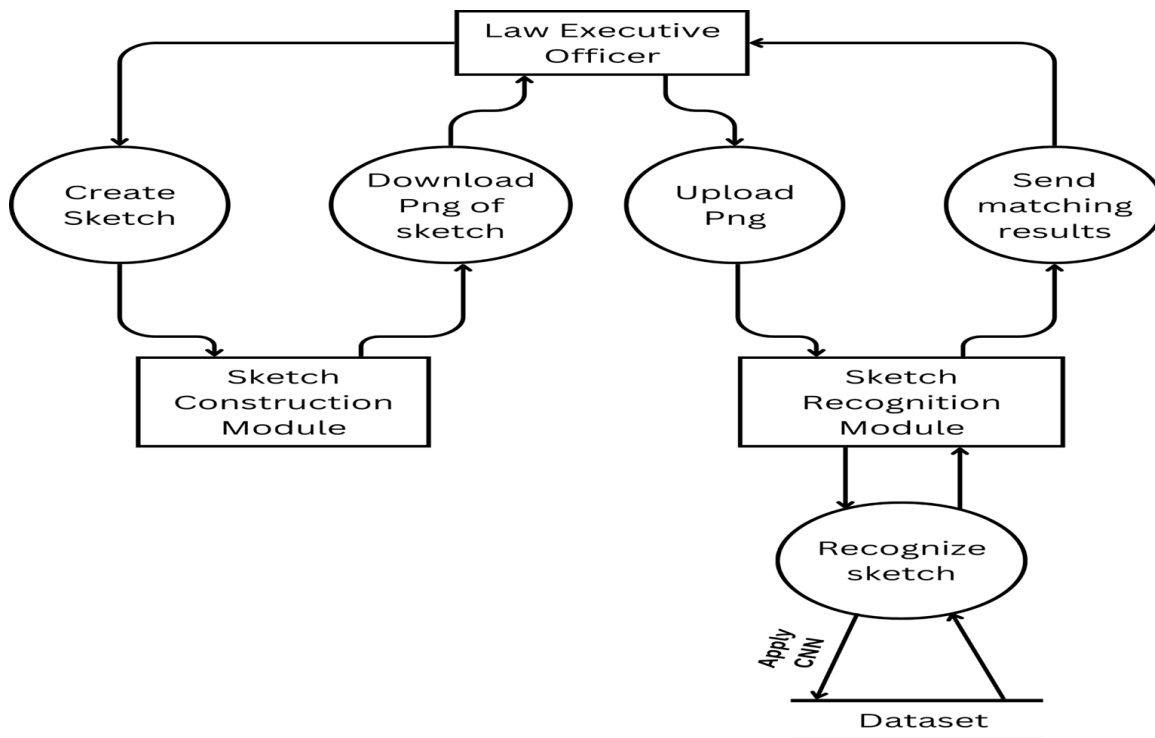 Law Executive
Officer
Create
Sketch
Download
Png of
sketch
Upload
Png
Send
matching
results
Sketch
Construction
Module
Sketch
Recognition
Module
Recognize
sketch
Apply
CNN
Dataset